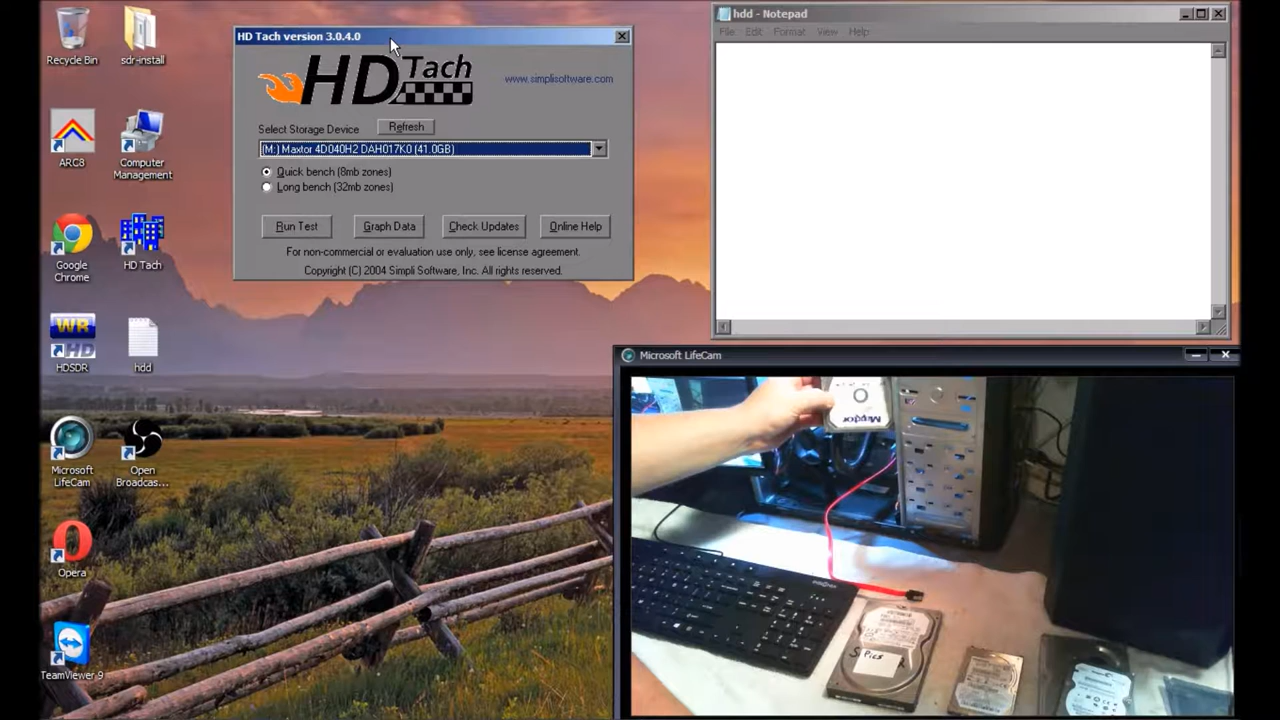 Recycle Bin
sdr-install
ARC8
Computer
Management
Google
Chrome
HD Tach
WR
HD
HDSDR
hdd
Microsoft
LifeCam
Open
Broadcas...
Opera
TeamViewer 9
HD Tach version 3.0.4.0
HD Tach
www.simplisoftware.com
Select Storage Device
Refresh
(M:) Maxtor 4D040H2 DAH017K0 (41.0GB)
Quick bench (8mb zones)
Long bench (32mb zones)
Run Test
Graph Data
Check Updates
Online Help
For non-commercial or evaluation use only, see license agreement.
Copyright (C) 2004 Simpli Software, Inc. All rights reserved.
hdd - Notepad
File Edit Format View Help
Microsoft LifeCam
Maxtor